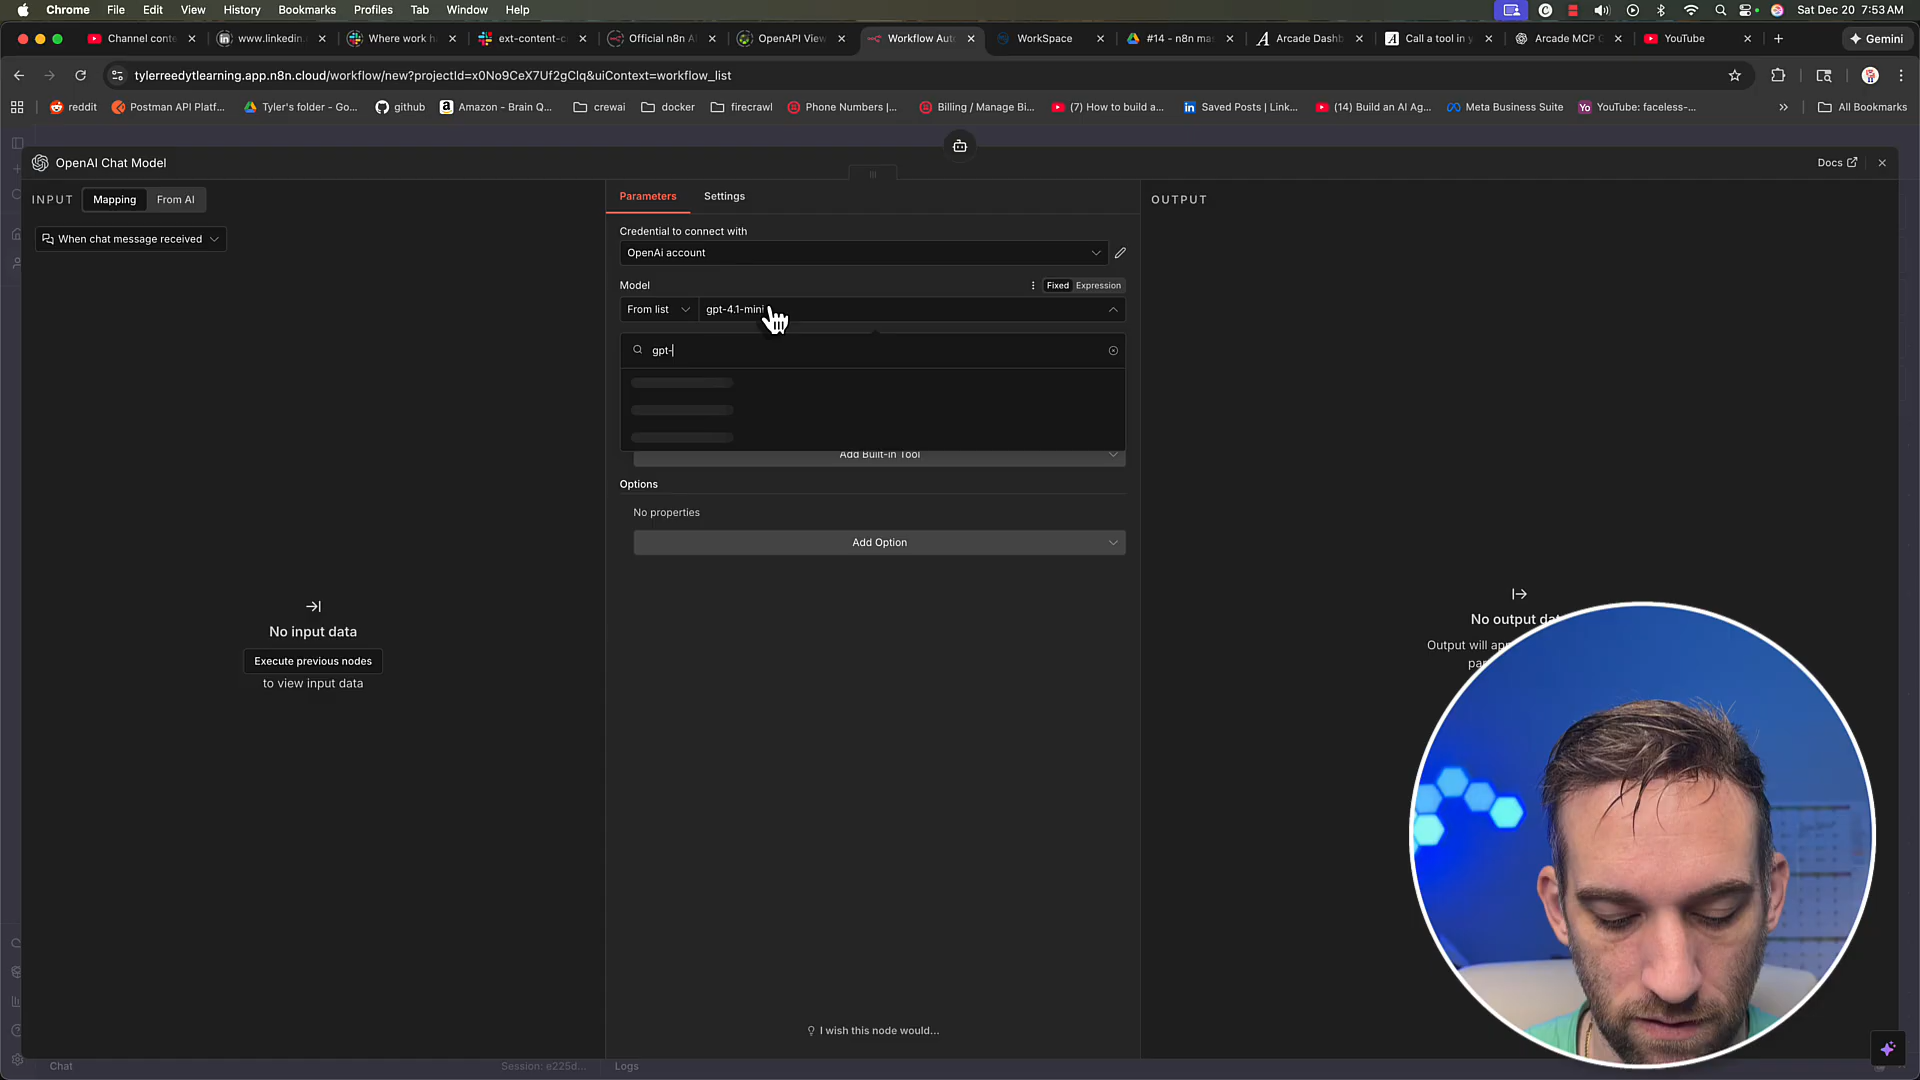 Chrome File Edit View History Bookmarks Profiles Tab Window Help
Sat Dec 20 7:53 AM
Channel conte
www.linkedin.
Where work h
ext-content-c
Official n8n A
OpenAPI View
Workflow Auto
WorkSpace
#14 - n8n mas
Arcade Dashb
Call a tool in y
Arcade MCP G
YouTube
Gemini
tylerreedytlearning.app.n8n.cloud/workflow/new?projectId=x0No9CeX7Uf2gClq&uiContext=workflow_list
reddit
Postman API Platf...
Tyler's folder - Go...
github
Amazon - Brain Q...
crewai
docker
firecrawl
Phone Numbers |...
Billing / Manage Bi...
(7) How to build a...
Saved Posts | Link...
(14) Build an AI Ag...
Meta Business Suite
YouTube: faceless-...
All Bookmarks
OpenAI Chat Model
Docs
INPUT
Mapping
From AI
When chat message received
No input data
Execute previous nodes
to view input data
Parameters
Settings
Credential to connect with
OpenAi account
Model
Fixed
Expression
From list
gpt-4.1-mini
gpt-
Add Built-in Tool
Options
No properties
Add Option
I wish this node would...
OUTPUT
No output
Output will
Chat
Session: e225d...
Logs